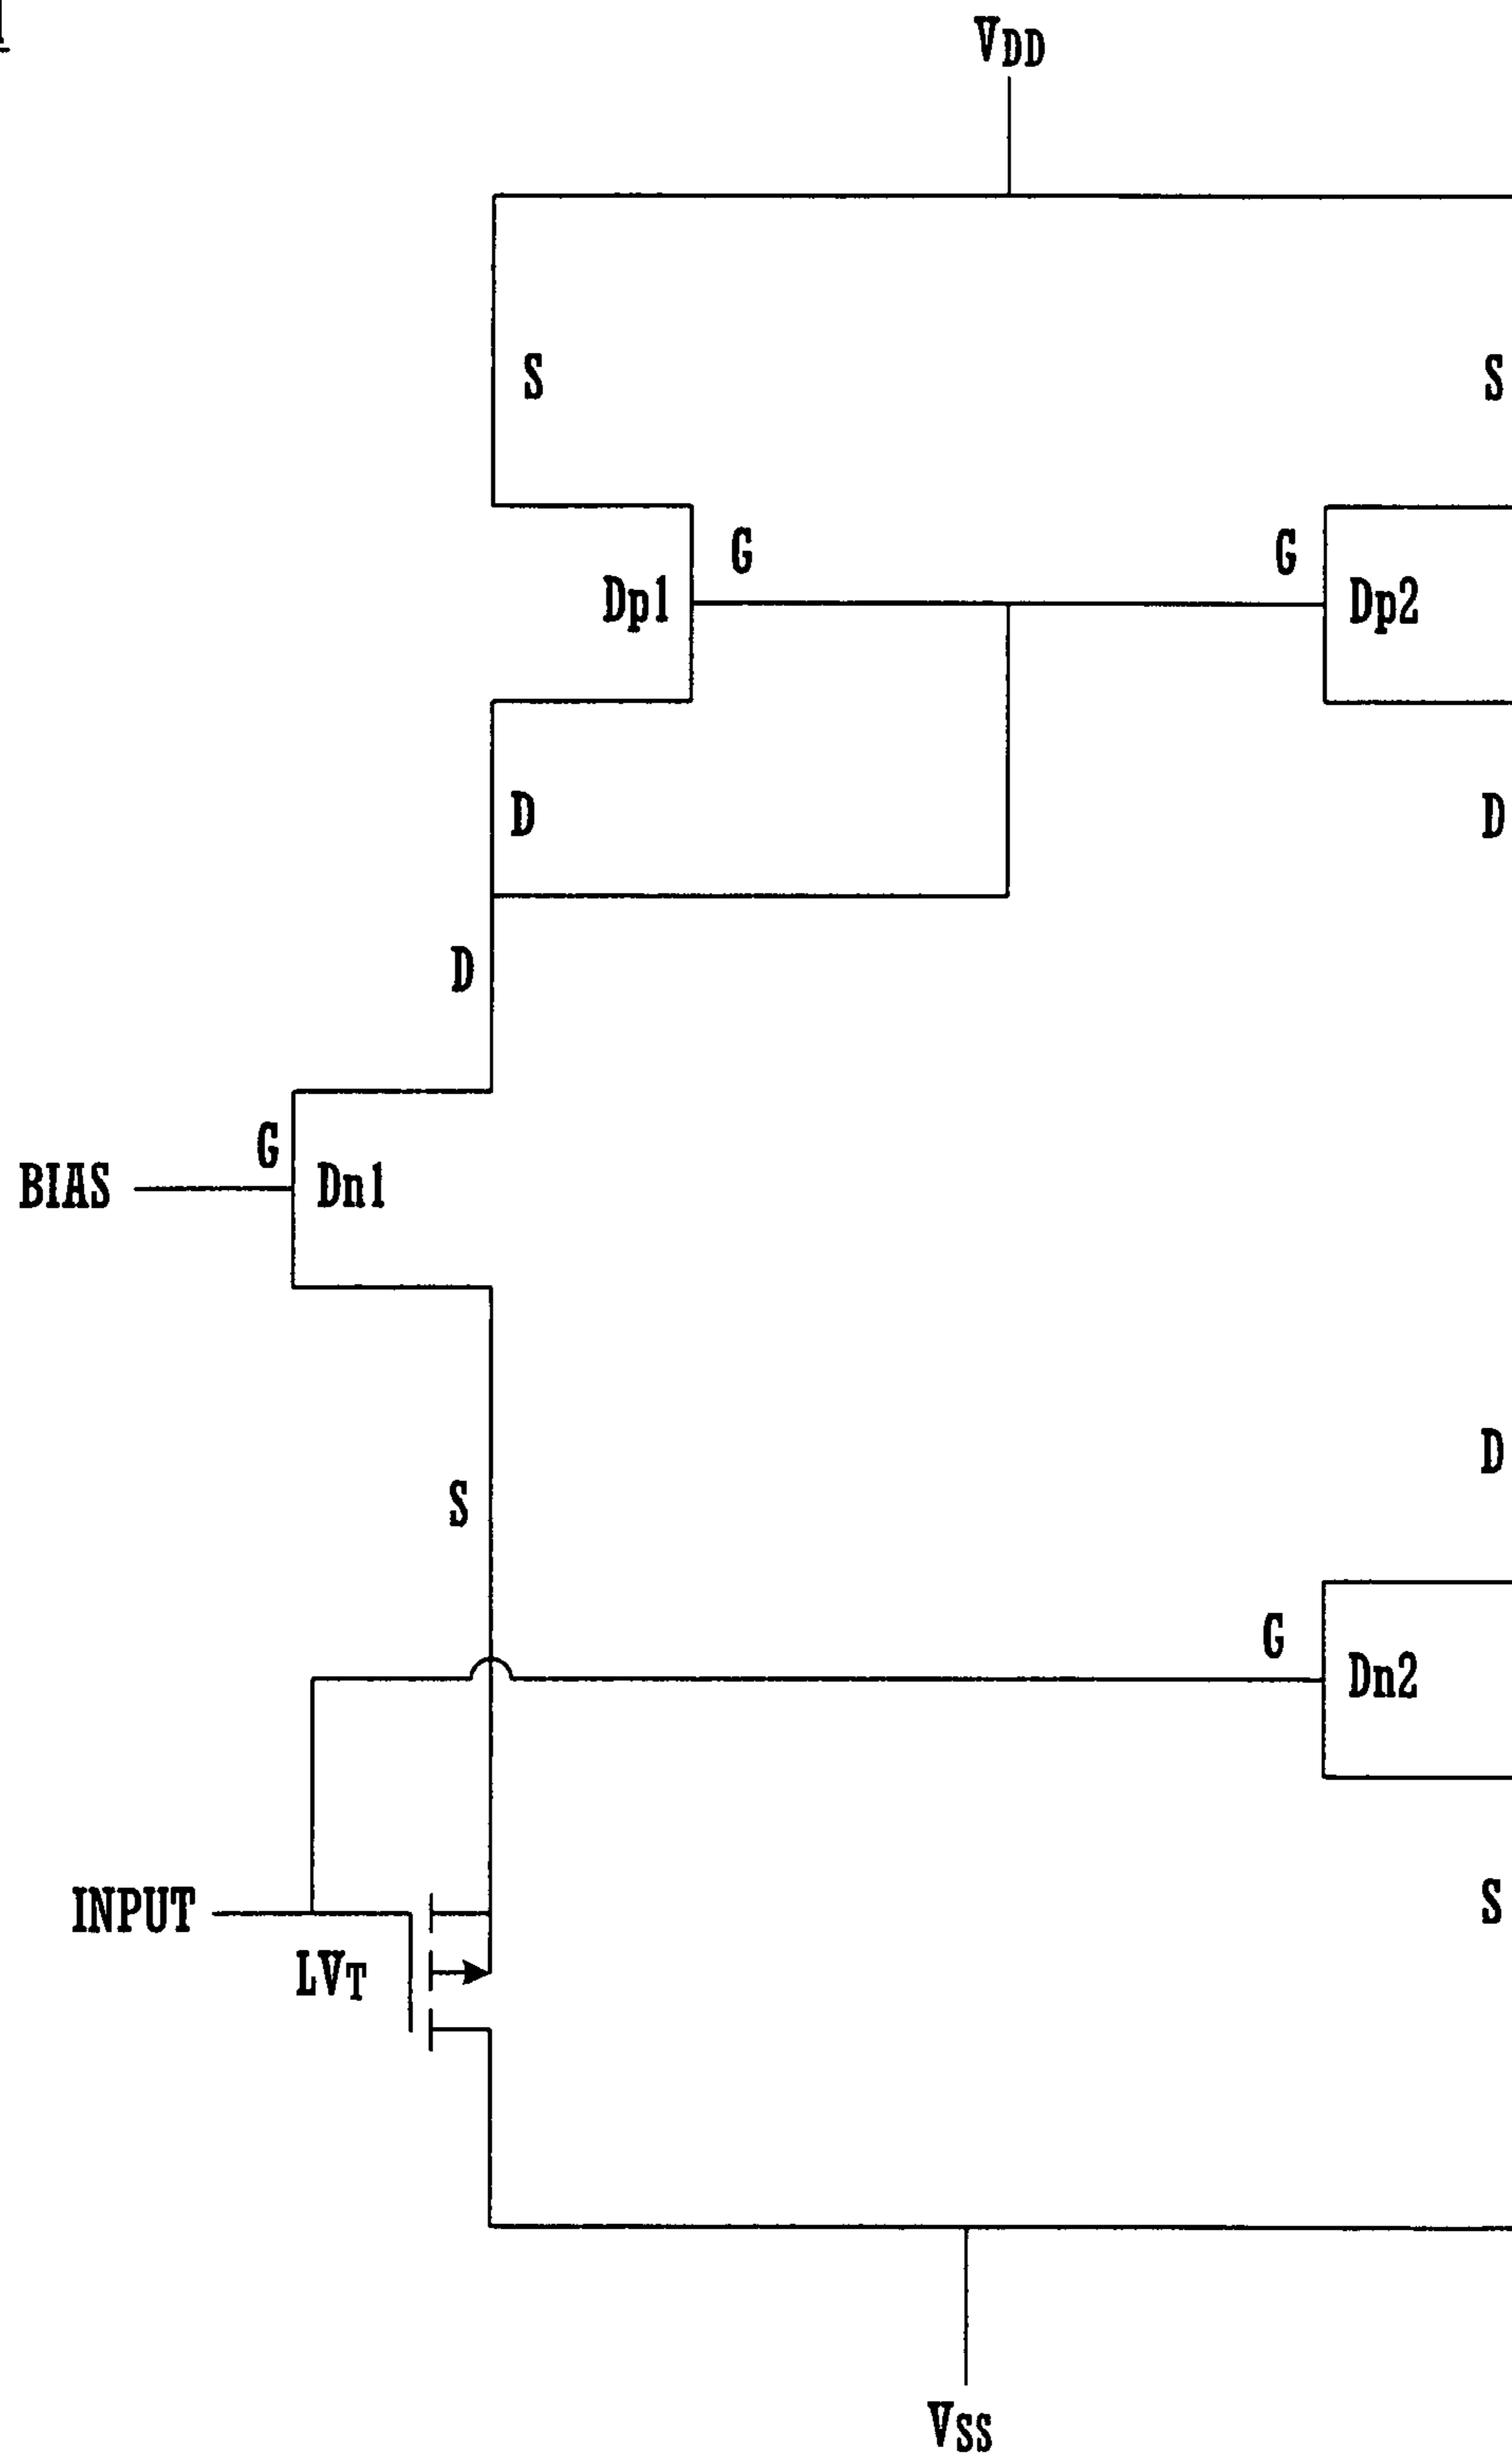 VDD
S S
G G
Dp1 Dp2
D D
D
G
BIAS Dn1
D
S
G
Dn2
INPUT S
LVT
VSS